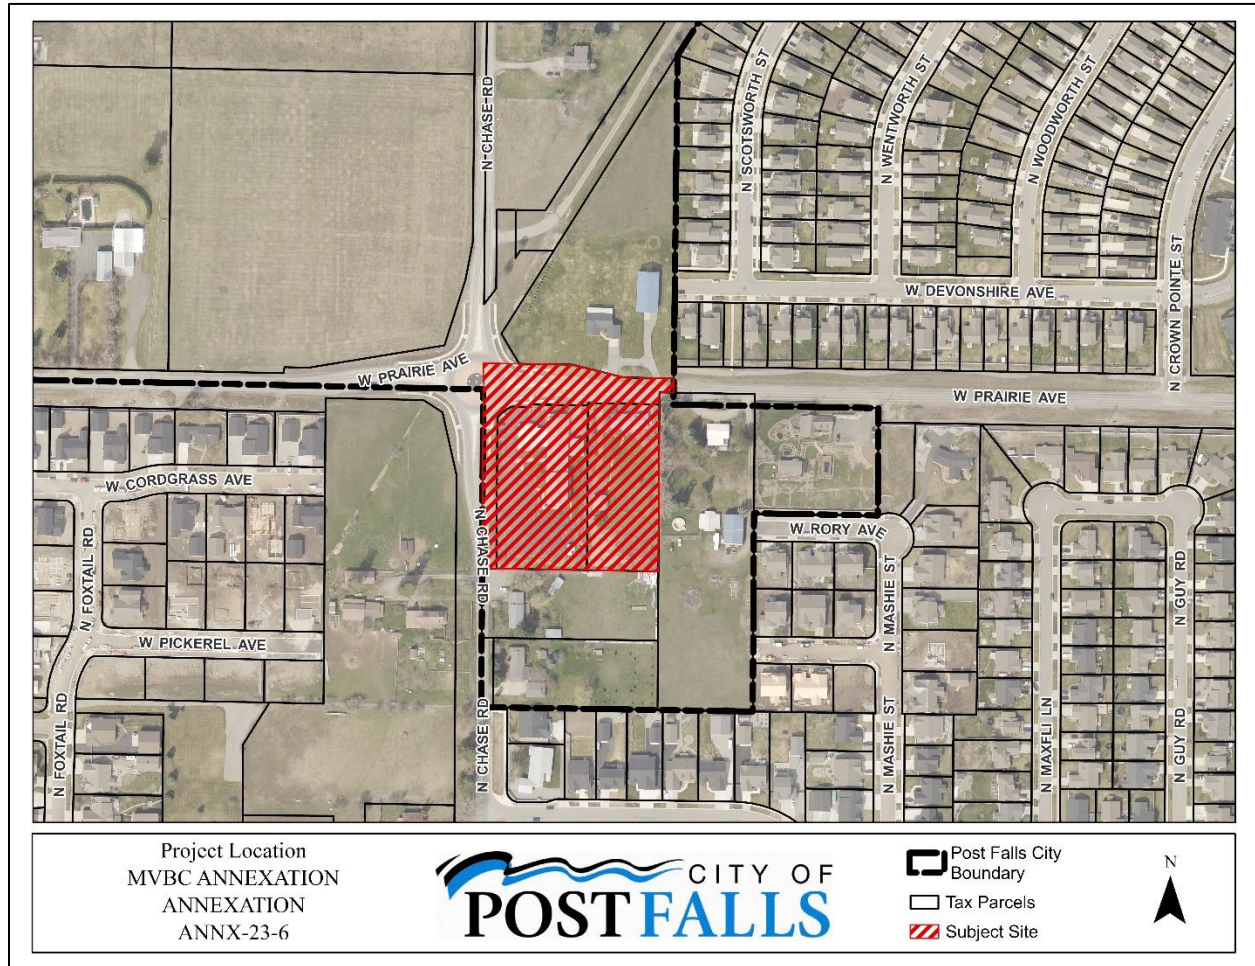 N CHASE RD
N SCOTSWORTH ST
N WENTWORTH ST
N WOODWORTH ST
N CROWN POINTE ST
W DEVONSHIRE AVE
W PRAIRIE AVE
W PRAIRIE AVE
W CORDGRASS AVE
N FOXTAIL RD
W PICKEREL AVE
N FOXTAIL RD
N CHASE RD
N CHASE RD
W RORY AVE
N MASHIE ST
N MASHIE ST
N MAXFLI LN
N GUY RD
N GUY RD
Project Location
MVBC ANNEXATION
ANNEXATION
ANNX-23-6
CITY OF
POST FALLS
Post Falls City
Boundary
Tax Parcels
Subject Site
N